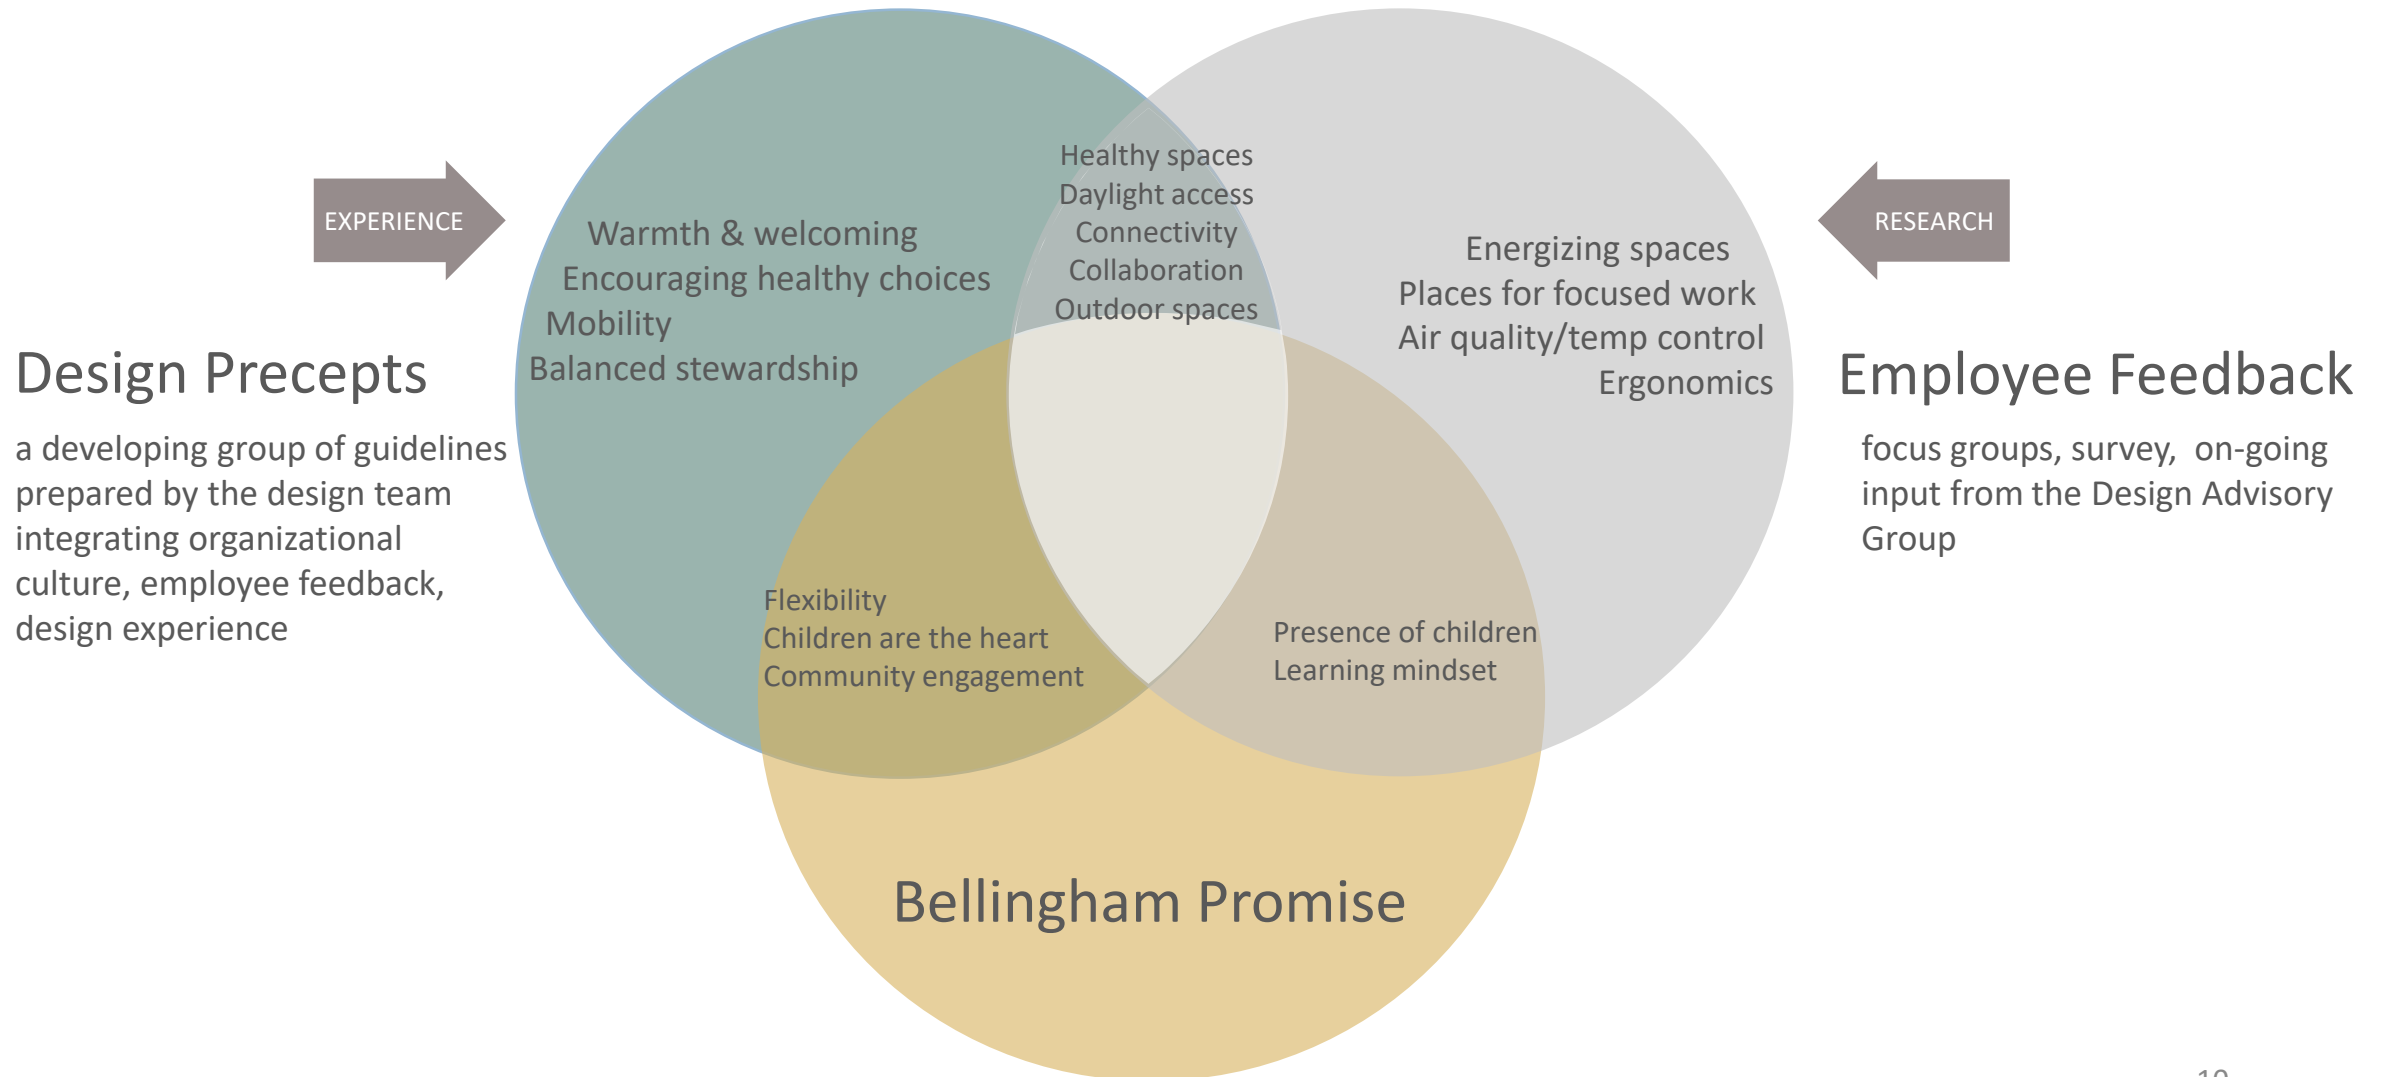 EXPERIENCE
Design Precepts
a developing group of guidelines
prepared by the design team
integrating organizational
culture, employee feedback,
design experience
Warmth & welcoming
Encouraging healthy choices
Mobility
Balanced stewardship
Healthy spaces
Daylight access
Connectivity
Collaboration
Outdoor spaces
Energizing spaces
Places for focused work
Air quality/temp control
Ergonomics
RESEARCH
Employee Feedback
focus groups, survey, on-going
input from the Design Advisory
Group
Flexibility
Children are the heart
Community engagement
Presence of children
Learning mindset
Bellingham Promise